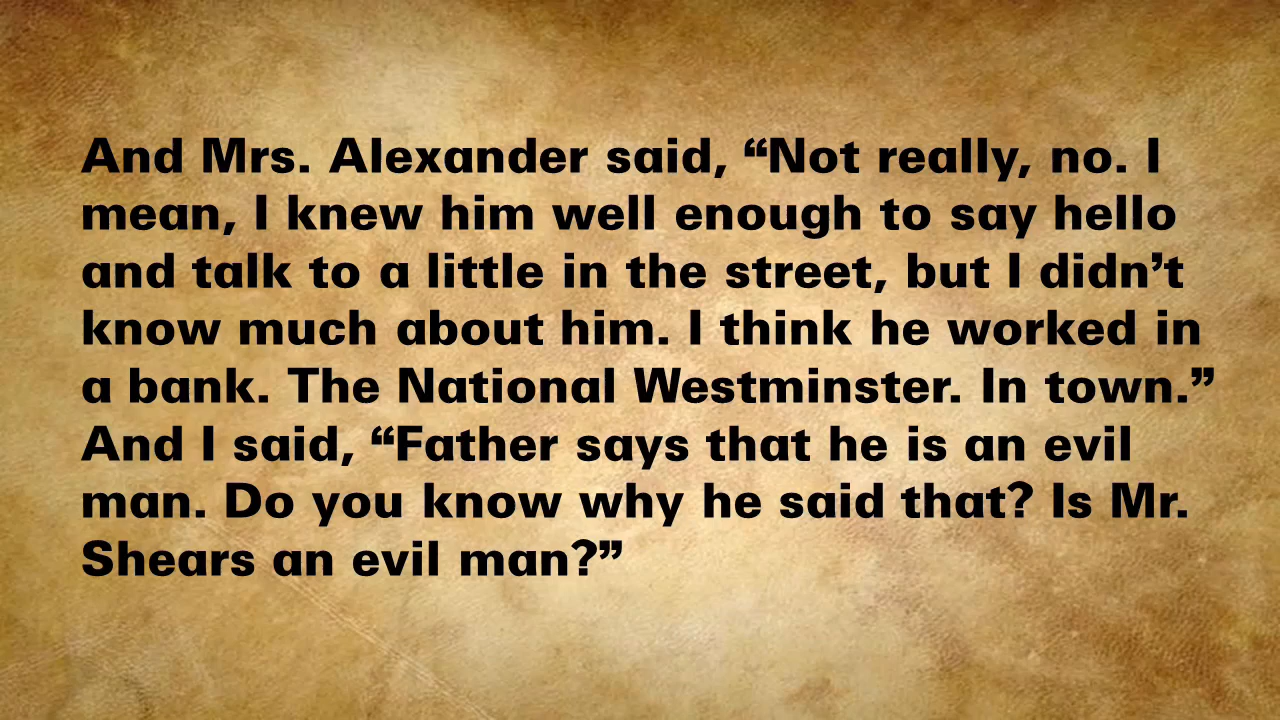 And Mrs. Alexander said, “Not really, no. I
mean, I knew him well enough to say hello
and talk to a little in the street, but I didn’t
know much about him. I think he worked in
a bank. The National Westminster. In town.”
And I said, “Father says that he is an evil
man. Do you know why he said that? Is Mr.
Shears an evil man?”